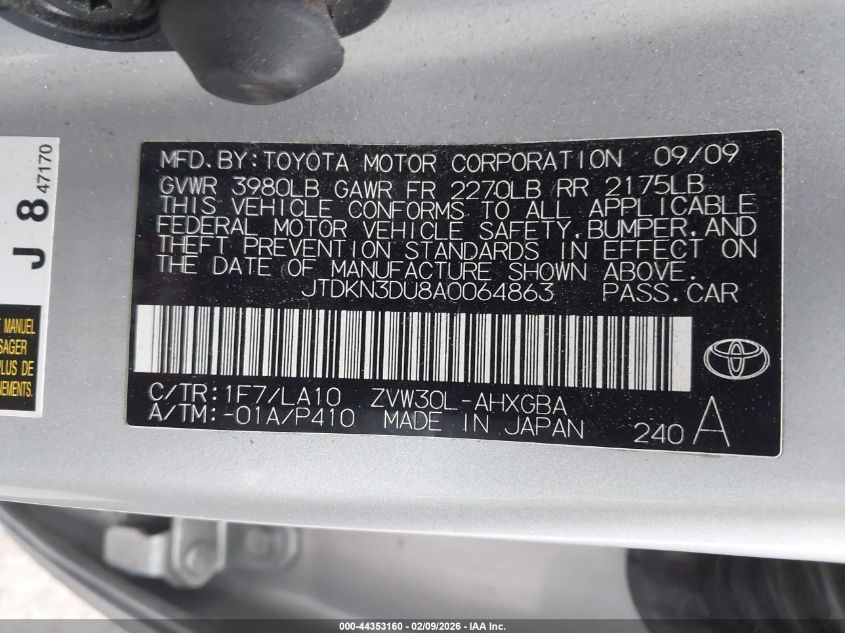 MFD.BY:TOYOTA MOTOR CORPORATION 09/09
GVWR 3980LB GAWR FR 2270LB RR 2175LB
THIS VEHICLE CONFORMS TO ALL APPLICABLE
FEDERAL MOTOR VEHICLE SAFETY,BUMPER,AND
THEFT PREVENTION STANDARDS IN EFFECT ON
THE DATE OF MANUFACTURE SHOWN ABOVE.
JTDKN3DU8A0064863 PASS.CAR
C/TR:1F7/LA10 ZVW30L-AHXGBA
A/TM:-01A/P410 MADE IN JAPAN
240 A
J 8 47170
MANUEL
PLUS DE
000-44353160 - 02/09/2026 - IAA Inc.